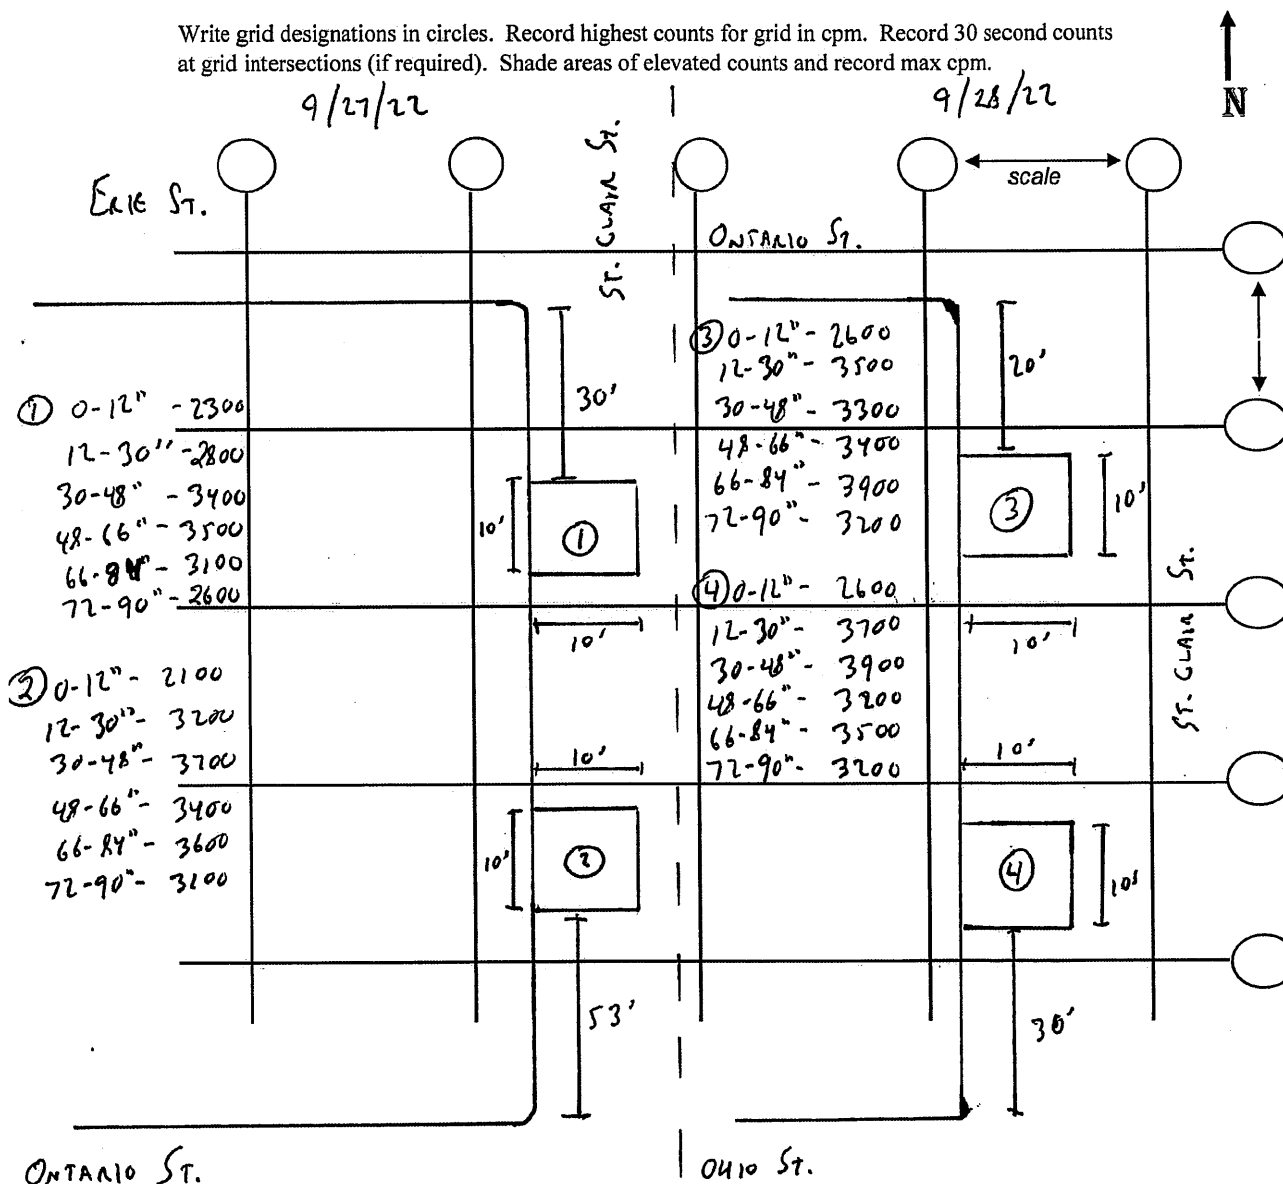 Write grid designations in circles. Record highest counts for grid in cpm. Record 30 second counts
at grid intersections (if required). Shade areas of elevated counts and record max cpm.
N
9/27/22
9/28/22
scale
ERIE ST.
ST. CLAIR ST.
ONTARIO ST.
30'
① 0-12" - 2300
12-30" - 2800
30-48" - 3400
48-66" - 3500
66-84" - 3100
72-90" - 2600
10'
①
10'
② 0-12" - 2100
12-30" - 3200
30-48" - 3700
48-66" - 3400
66-84" - 3600
72-90" - 3100
10'
10'
②
53'
ONTARIO ST.
③ 0-12" - 2600
12-30" - 3500
30-48" - 3300
48-66" - 3400
66-84" - 3900
72-90" - 3200
20'
③
10'
10'
④ 0-12" - 2600
12-30" - 3700
30-48" - 3900
48-66" - 3200
66-84" - 3500
72-90" - 3200
ST. CLAIR ST.
10'
④
10'
30'
OHIO ST.